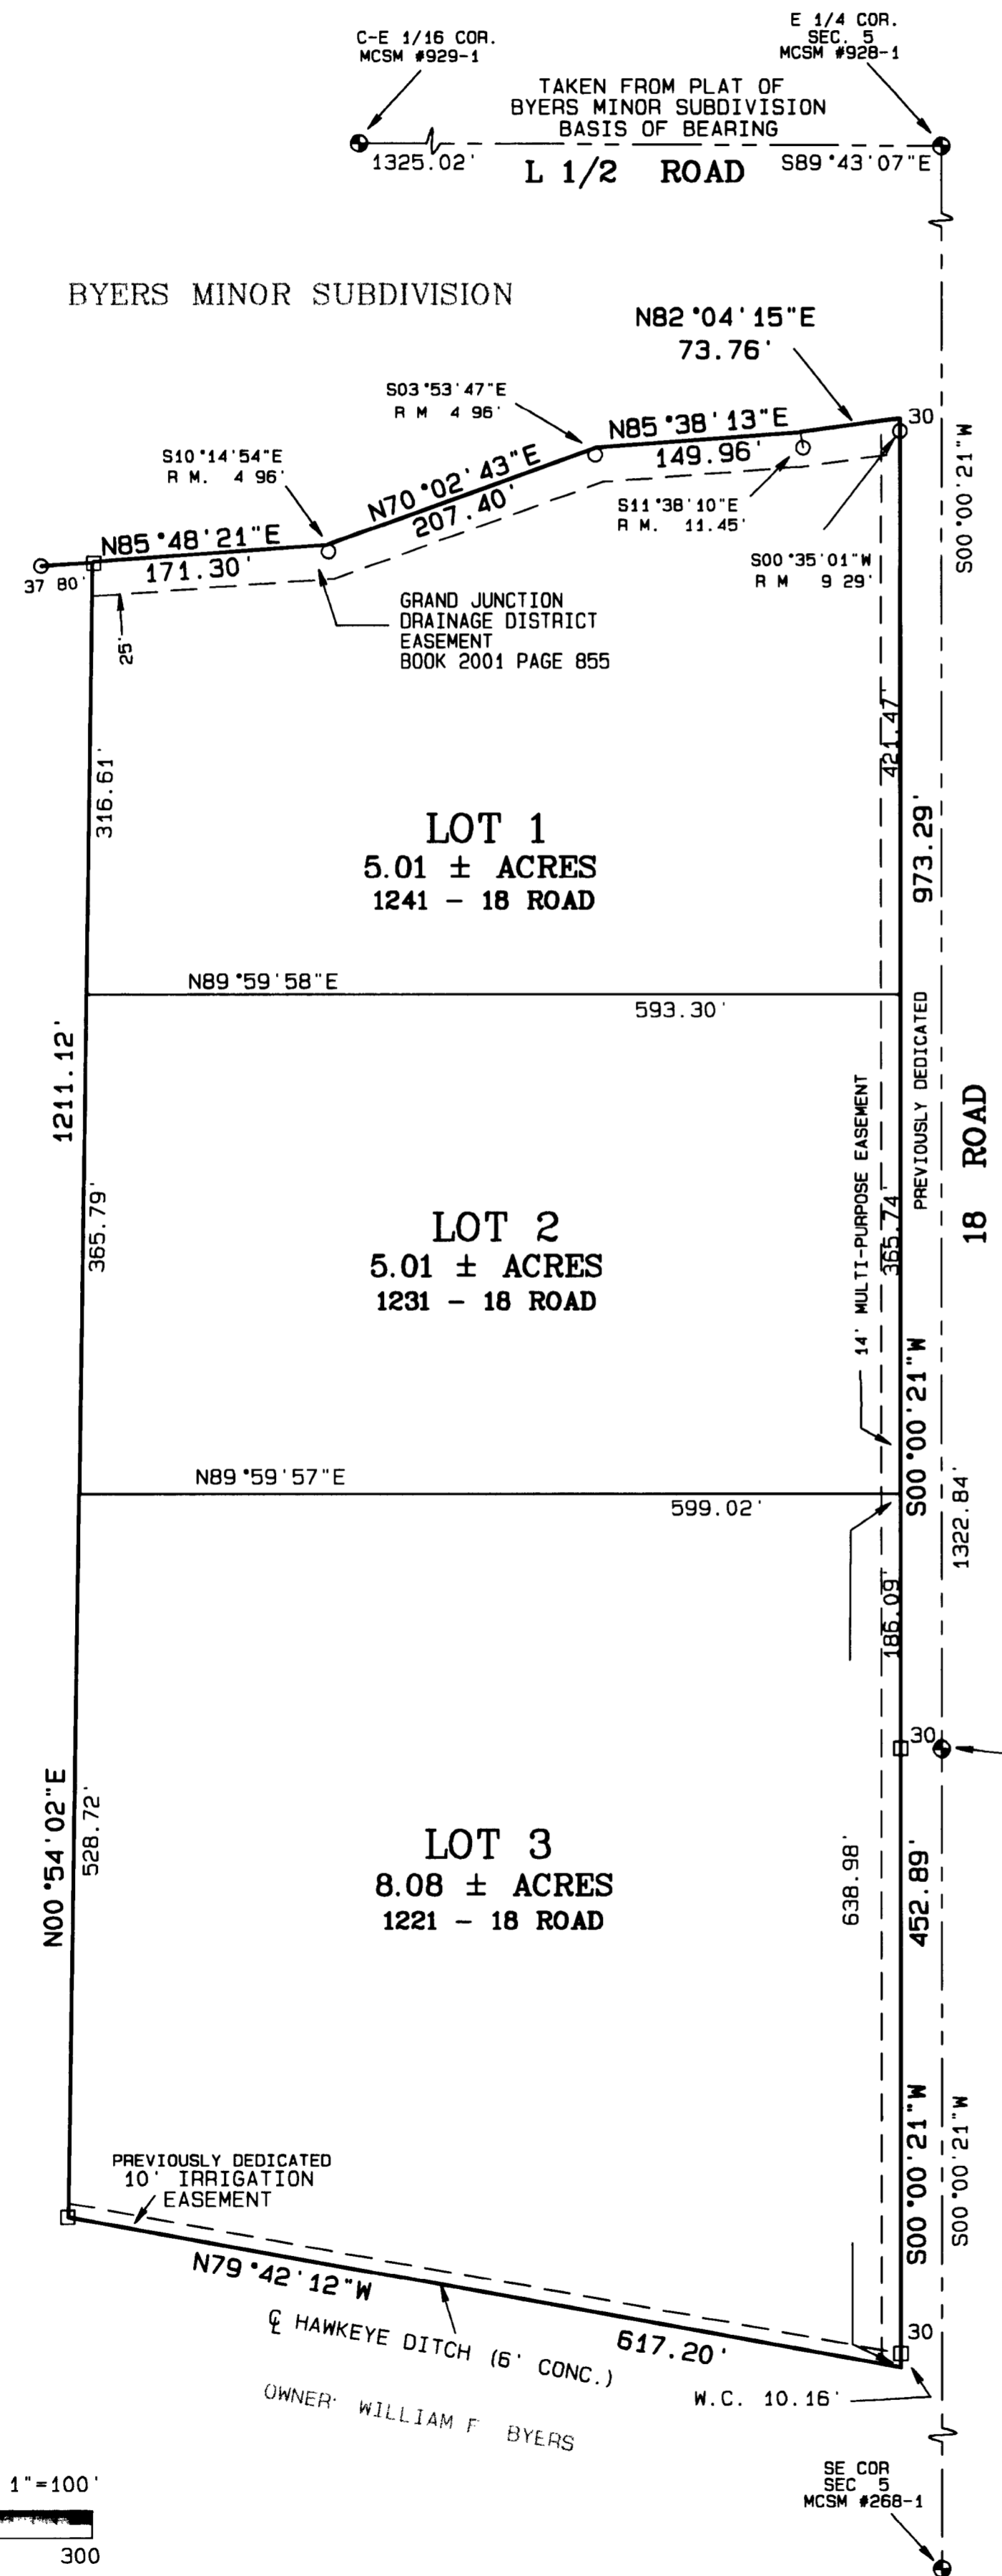 C-E 1/16 COR.
MCSM #929-1
E 1/4 COR.
SEC. 5
MCSM #928-1
TAKEN FROM PLAT OF
BYERS MINOR SUBDIVISION
BASIS OF BEARING
1325.02'
S89°43'07"E
L 1/2 ROAD
BYERS MINOR SUBDIVISION
N82°04'15"E
73.76'
S03°53'47"E
R M 4 96'
N85°38'13"E
149.96'
30
S10°14'54"E
R M. 4 96'
N70°02'43"E
207.40'
S11°38'10"E
R M. 11.45'
S00°35'01"W
R M 9 29'
S00°00'21"W
N85°48'21"E
171.30'
37 80'
25'
GRAND JUNCTION
DRAINAGE DISTRICT
EASEMENT
BOOK 2001 PAGE 855
316.61'
421.47'
973.29'
LOT 1
5.01 ± ACRES
1241 - 18 ROAD
N89°59'58"E
593.30'
1211.12'
PREVIOUSLY DEDICATED
18 ROAD
14' MULTI-PURPOSE EASEMENT
365.79'
365.74'
LOT 2
5.01 ± ACRES
1231 - 18 ROAD
S00°00'21"W
N89°59'57"E
599.02'
1322.84'
186.09'
30
N00°54'02"E
528.72'
LOT 3
8.08 ± ACRES
1221 - 18 ROAD
638.98'
452.89'
S00°00'21"W
S00°00'21"W
PREVIOUSLY DEDICATED
10' IRRIGATION
EASEMENT
N79°42'12"W
617.20'
℄ HAWKEYE DITCH (6' CONC.)
30
W.C. 10.16'
OWNER: WILLIAM F BYERS
SE COR
SEC 5
MCSM #268-1
1"=100'
300